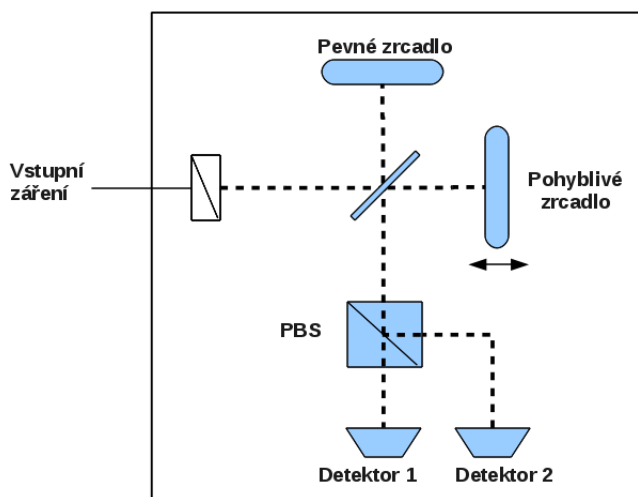 Pevné zrcadlo
Vstupní
záření
Pohyblivé
zrcadlo
PBS
Detektor 1
Detektor 2